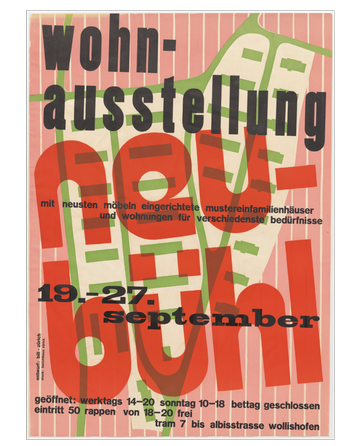 wohn-
ausstellung
neu-
bühl
mit neusten möbeln eingerichtete mustereinfamilienhäuser
und wohnungen für verschiedenste bedürfnisse
19.-27.
september
geöffnet: werktags 14–20 sonntag 10–18 bettag geschlossen
eintritt 50 rappen von 18–20 frei
tram 7 bis albisstrasse wollishofen